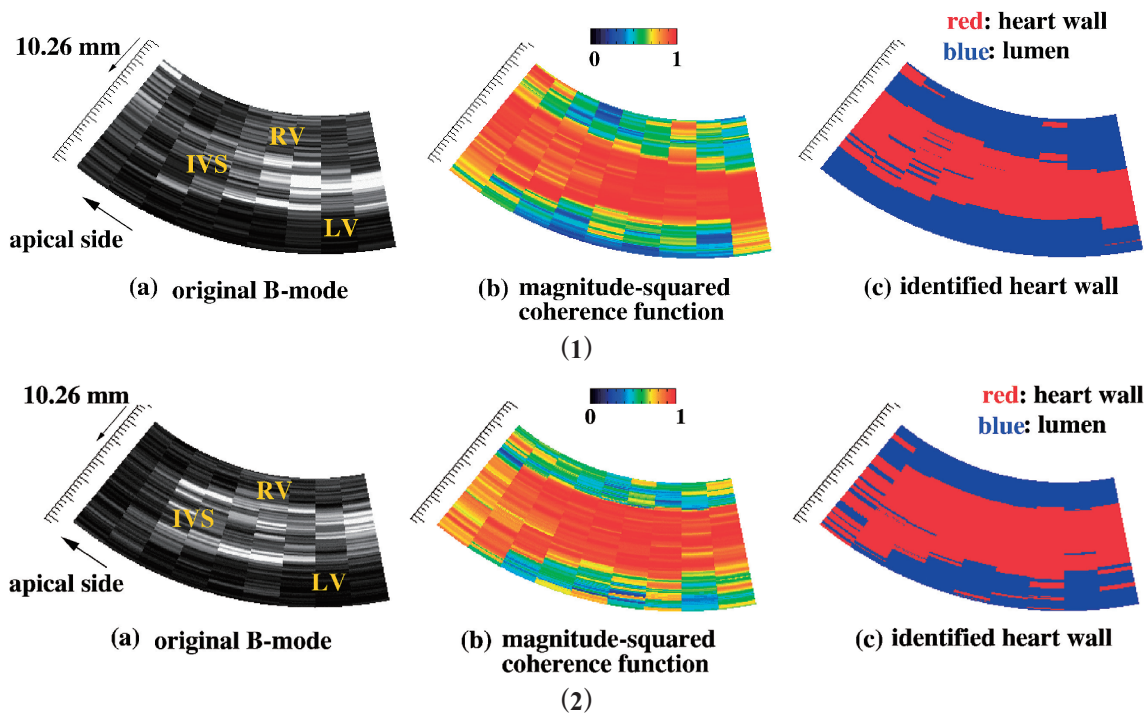 10.26 mm
RV
IVS
LV
apical side
(a) original B-mode
0 1
(b) magnitude-squared
coherence function
red: heart wall
blue: lumen
(c) identified heart wall
(1)
10.26 mm
RV
IVS
LV
apical side
(a) original B-mode
0 1
(b) magnitude-squared
coherence function
red: heart wall
blue: lumen
(c) identified heart wall
(2)